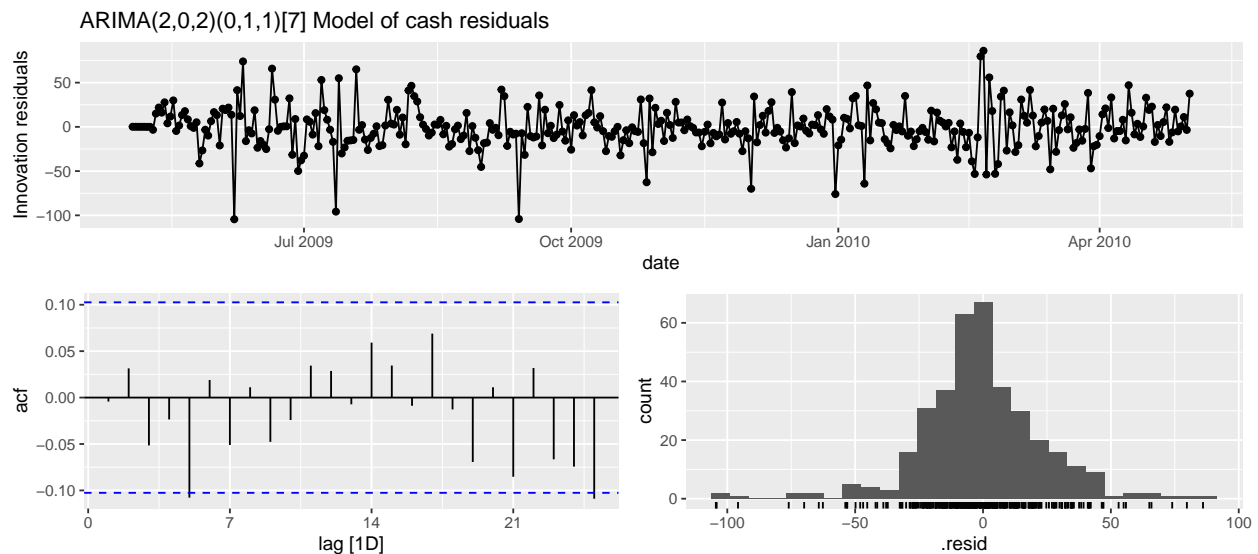 ARIMA(2,0,2)(0,1,1)[7] Model of cash residuals
Innovation residuals
50
0
−50
−100
Jul 2009
Oct 2009
Jan 2010
Apr 2010
date
acf
0.10
0.05
0.00
−0.05
−0.10
0
7
14
21
lag [1D]
count
60
40
20
0
−100
−50
0
50
100
.resid